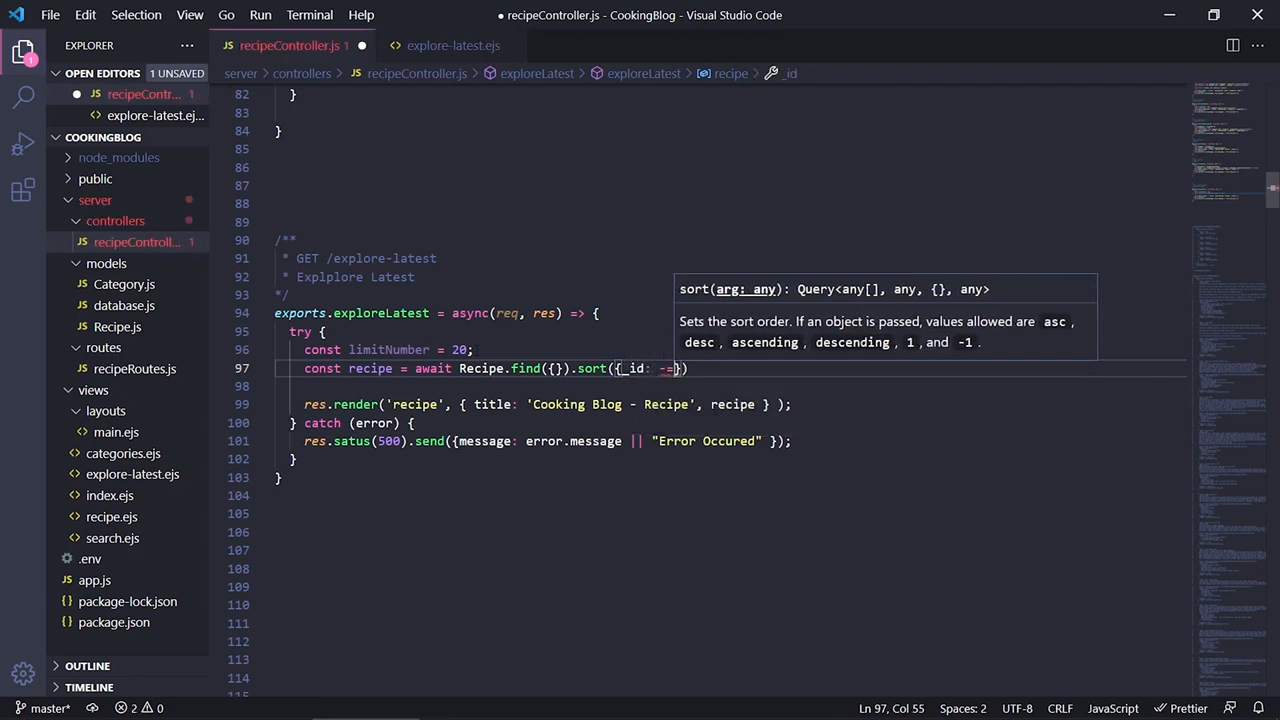 File Edit Selection View Go Run Terminal Help
● recipeController.js - CookingBlog - Visual Studio Code
EXPLORER
OPEN EDITORS 1 UNSAVED
JS recipeContr... 1
<> explore-latest.ej...
COOKINGBLOG
node_modules
public
server
controllers
JS recipeControll... 1
models
JS Category.js
JS database.js
JS Recipe.js
routes
JS recipeRoutes.js
views
layouts
<> main.ejs
<> categories.ejs
<> explore-latest.ejs
<> index.ejs
<> recipe.ejs
<> search.ejs
.env
JS app.js
{} package-lock.json
{} package.json
OUTLINE
TIMELINE
JS recipeController.js 1 ●
<> explore-latest.ejs
server > controllers > JS recipeController.js > exploreLatest > exploreLatest > recipe > _id
82 }
83
84 }
85
86
87
88
89
90 /**
91 * GET /explore-latest
92 * Explplore Latest
93 */
94 exports.exploreLatest = async( res) => {
95 try {
96 const limitNumber = 20;
97 const recipe = await find({}).sort({ _id: -=})
98
99 res.render('recipe', { title 'Cooking Blog - Recipe', recipe
100 } catch (error) {
101 res.satus(500).send({message: error.message || "Error Occured" });
102 }
103 }
104
105
106
107
108
109
110
111
112
113
114
115
sort(arg: any): Query<any[], any, any>
Sets the sort If an object is passed, values allowed are asc ,
desc , ascending , descending , 1 , and -1 .
master* 2 0
Ln 97, Col 55 Spaces: 2 UTF-8 CRLF JavaScript Prettier